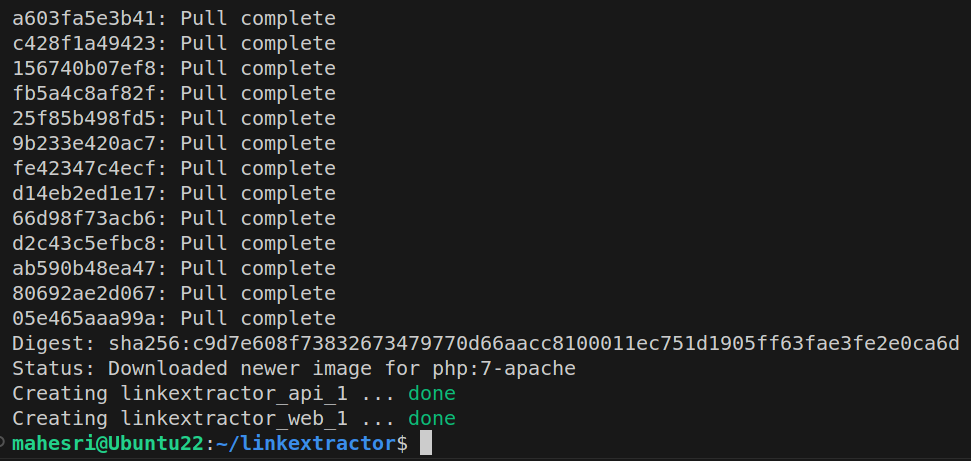 a603fa5e3b41: Pull complete
c428f1a49423: Pull complete
156740b07ef8: Pull complete
fb5a4c8af82f: Pull complete
25f85b498fd5: Pull complete
9b233e420ac7: Pull complete
fe42347c4ecf: Pull complete
d14eb2ed1e17: Pull complete
66d98f73acb6: Pull complete
d2c43c5efbc8: Pull complete
ab590b48ea47: Pull complete
80692ae2d067: Pull complete
05e465aaa99a: Pull complete
Digest: sha256:c9d7e608f73832673479770d66aacc8100011ec751d1905ff63fae3fe2e0ca6d
Status: Downloaded newer image for php:7-apache
Creating linkextractor_api_1 ... done
Creating linkextractor_web_1 ... done
mahesri@Ubuntu22:~/linkextractor$